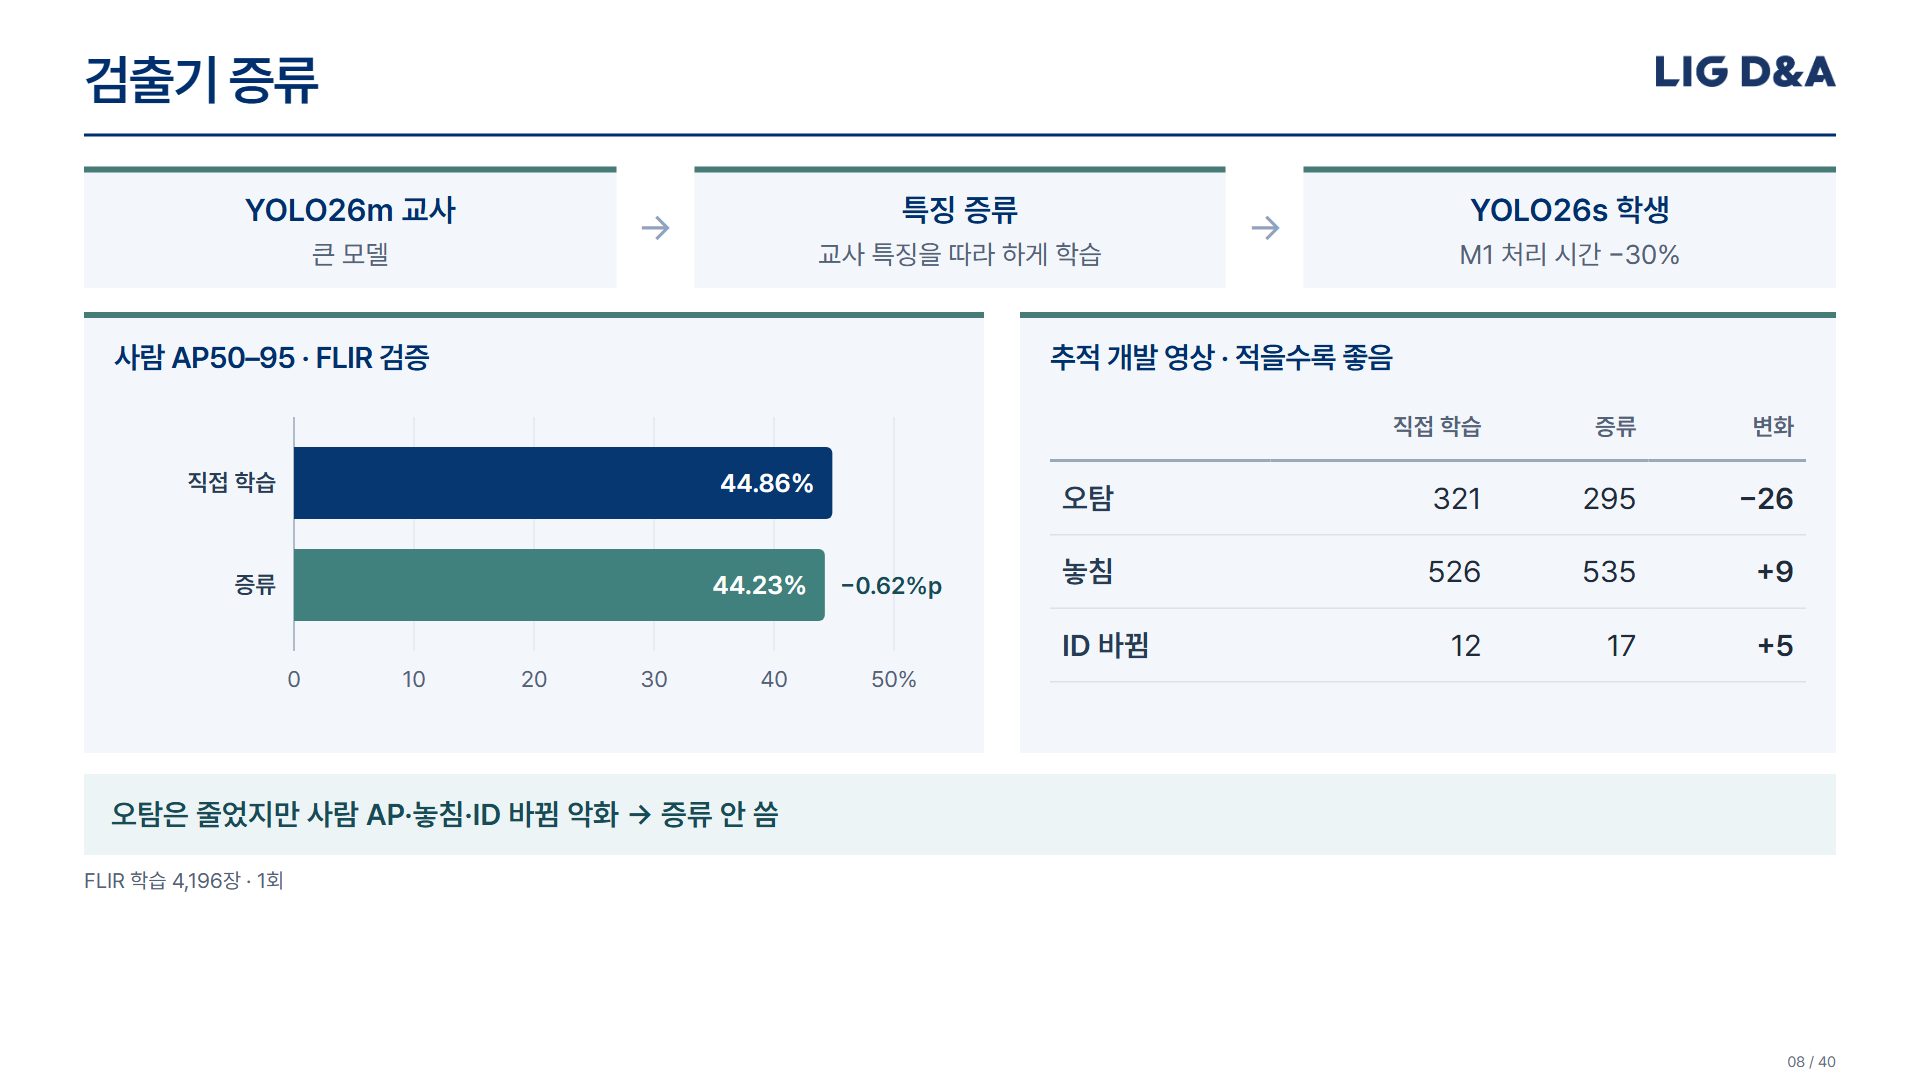 검출기 증류
LIG D&A
YOLO26m 교사
큰 모델
→
특징 증류
교사 특징을 따라 하게 학습
→
YOLO26s 학생
M1 처리 시간 −30%
사람 AP50–95 · FLIR 검증
직접 학습
44.86%
증류
44.23%
−0.62%p
0 10 20 30 40 50%
추적 개발 영상 · 적을수록 좋음
직접 학습 증류 변화
오탐 321 295 −26
놓침 526 535 +9
ID 바뀜 12 17 +5
오탐은 줄었지만 사람 AP·놓침·ID 바뀜 악화 → 증류 안 씀
FLIR 학습 4,196장 · 1회
08 / 40